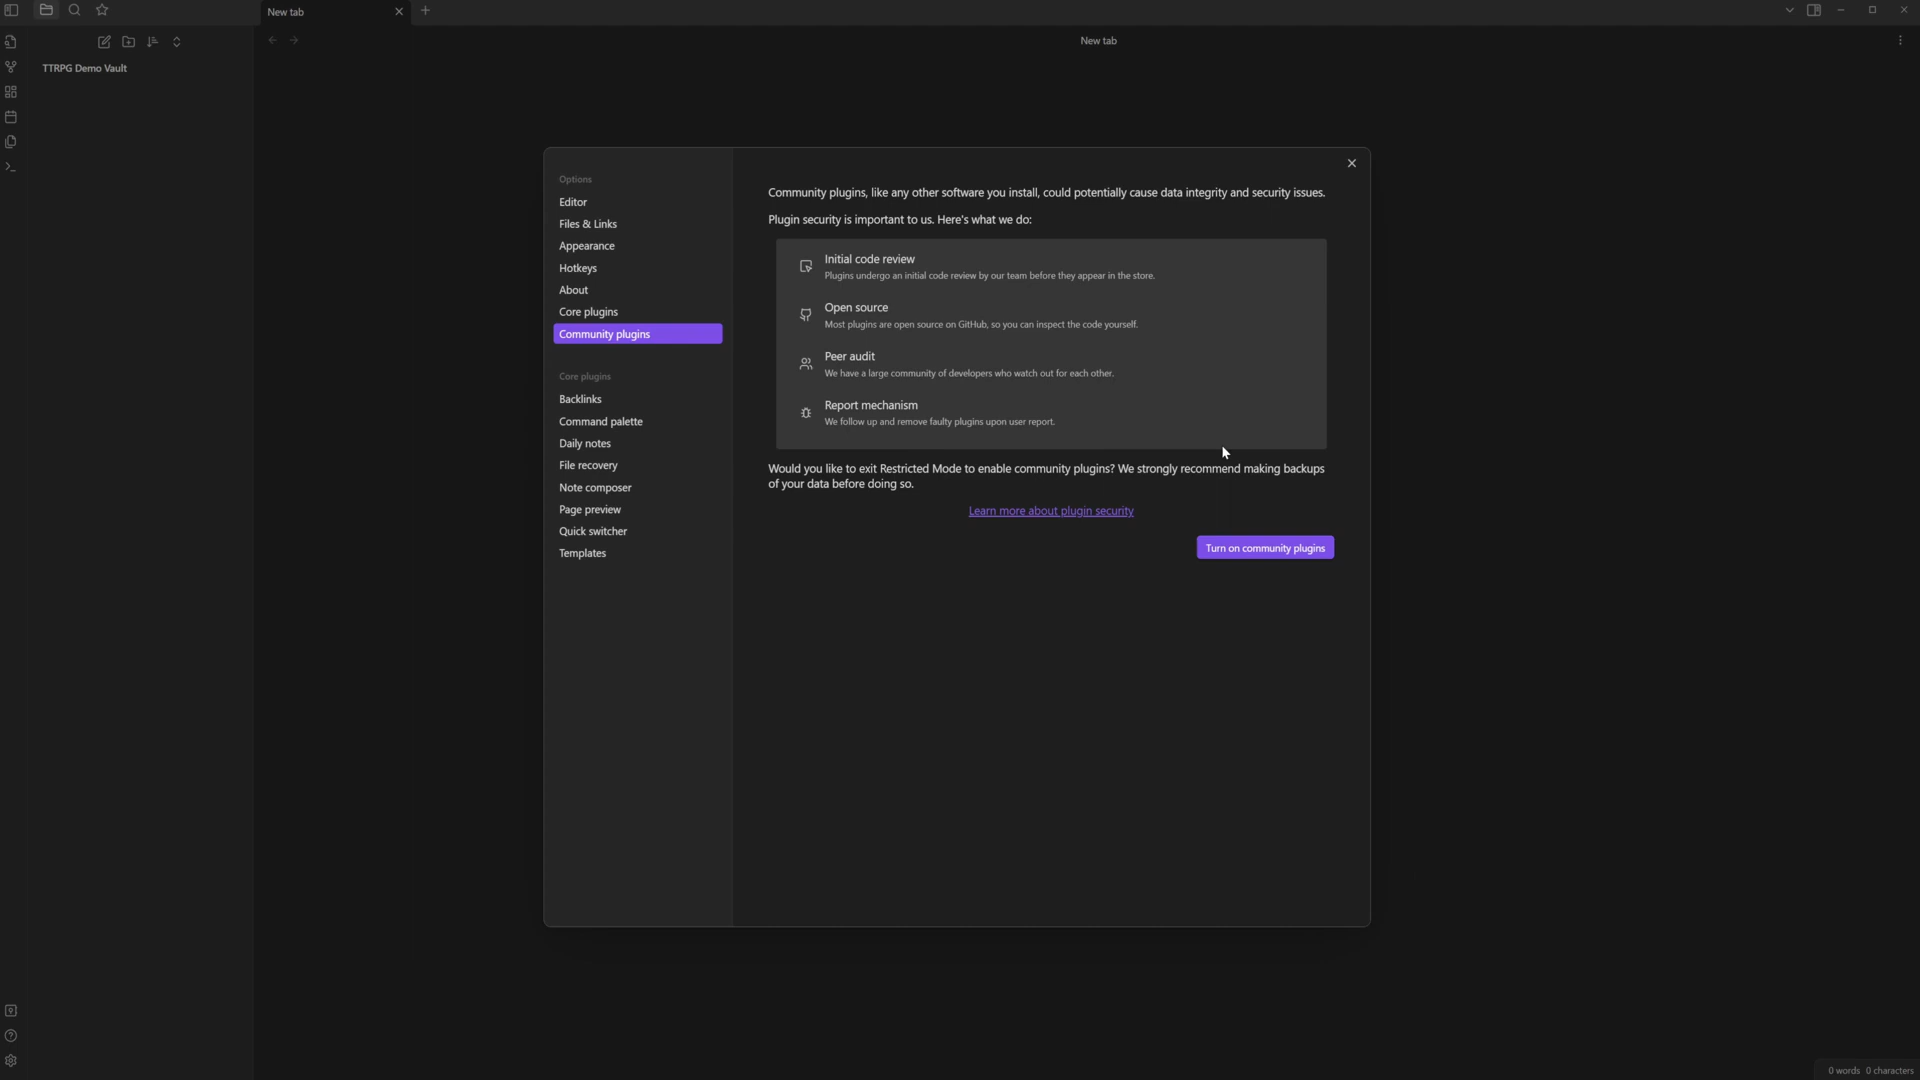 New tab
New tab
TTRPG Demo Vault
Options
Editor
Files & Links
Appearance
Hotkeys
About
Core plugins
Community plugins
Core plugins
Backlinks
Command palette
Daily notes
File recovery
Note composer
Page preview
Quick switcher
Templates
Community plugins, like any other software you install, could potentially cause data integrity and security issues.
Plugin security is important to us. Here's what we do:
Initial code review
Plugins undergo an initial code review by our team before they appear in the store.
Open source
Most plugins are open source on GitHub, so you can inspect the code yourself.
Peer audit
We have a large community of developers who watch out for each other.
Report mechanism
We follow up and remove faulty plugins upon user report.
Would you like to exit Restricted Mode to enable community plugins? We strongly recommend making backups
of your data before doing so.
Learn more about plugin security
Turn on community plugins
0 words 0 characters